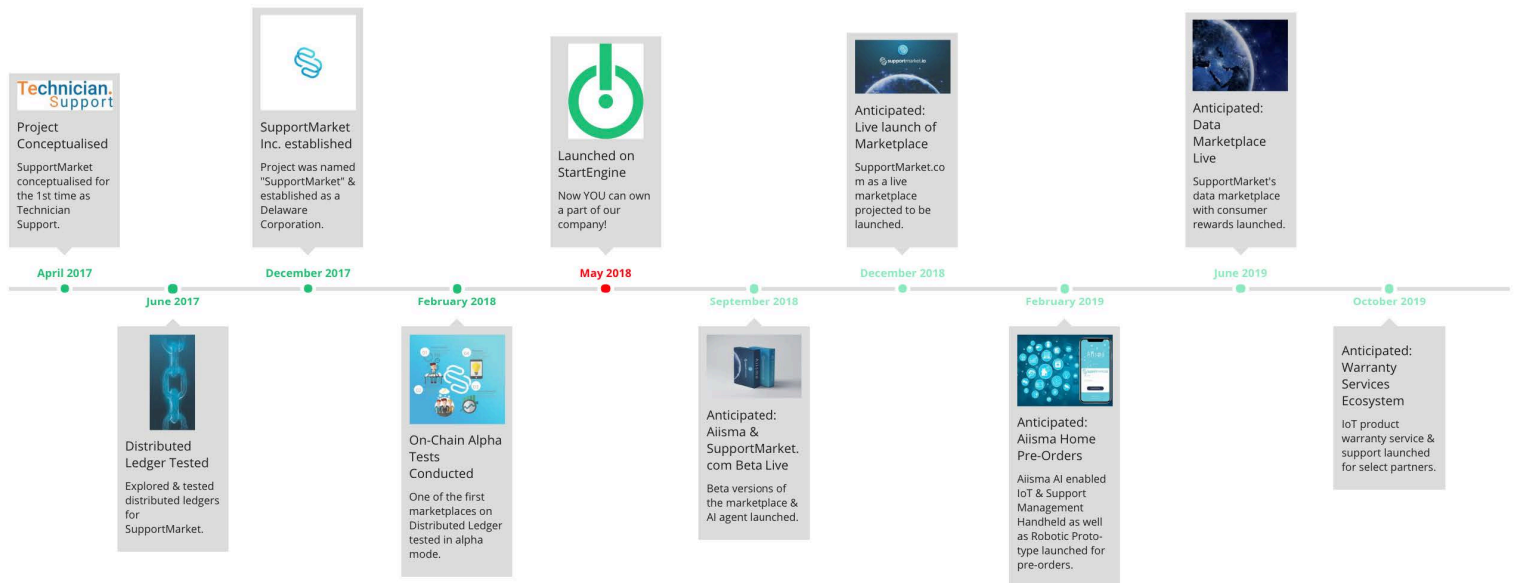 Technician.
Support
Project
Conceptualised
SupportMarket
conceptualised for
the 1st time as
Technician
Support.
April 2017
June 2017
Distributed
Ledger Tested
Explored & tested
distributed ledgers
for
SupportMarket.
SupportMarket
Inc. established
Project was named
"SupportMarket" &
established as a
Delaware
Corporation.
December 2017
February 2018
On-Chain Alpha
Tests
Conducted
One of the first
marketplaces on
Distributed Ledger
tested in alpha
mode.
Launched on
StartEngine
Now YOU can own
a part of our
company!
May 2018
September 2018
Anticipated:
Aiisma &
SupportMarket.
com Beta Live
Beta versions of
the marketplace &
AI agent launched.
supportmarket.io
Anticipated:
Live launch of
Marketplace
SupportMarket.co
m as a live
marketplace
projected to be
launched.
December 2018
February 2019
Anticipated:
Aiisma Home
Pre-Orders
Aiisma AI enabled
IoT & Support
Management
Handheld as well
as Robotic Proto-
type launched for
pre-orders.
Anticipated:
Data
Marketplace
Live
SupportMarket's
data marketplace
with consumer
rewards launched.
June 2019
October 2019
Anticipated:
Warranty
Services
Ecosystem
IoT product
warranty service &
support launched
for select partners.